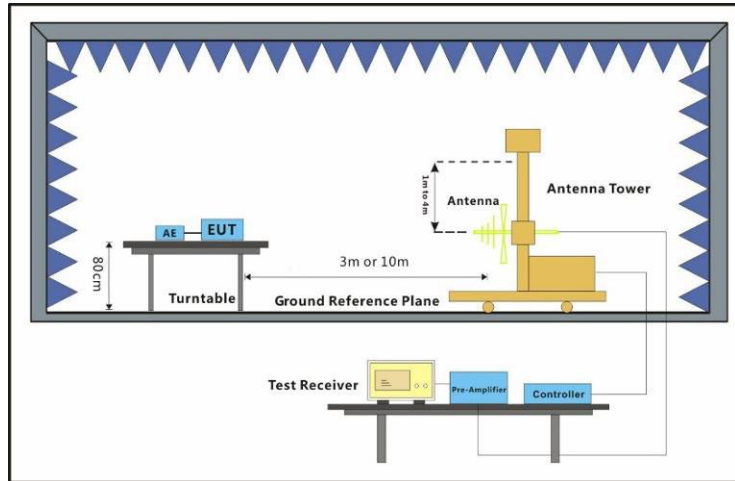 1m to 4m
Antenna
Antenna Tower
AE
EUT
80cm
3m or 10m
Turntable
Ground Reference Plane
Test Receiver
Pre-Amplifier
Controller